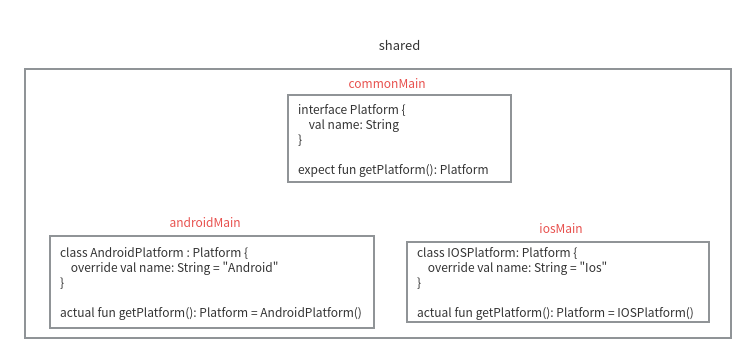 shared
commonMain
interface Platform {
val name: String
}
expect fun getPlatform(): Platform
androidMain
class AndroidPlatform : Platform {
override val name: String = "Android"
}
actual fun getPlatform(): Platform = AndroidPlatform()
iosMain
class IOSPlatform: Platform {
override val name: String = "Ios"
}
actual fun getPlatform(): Platform = IOSPlatform()